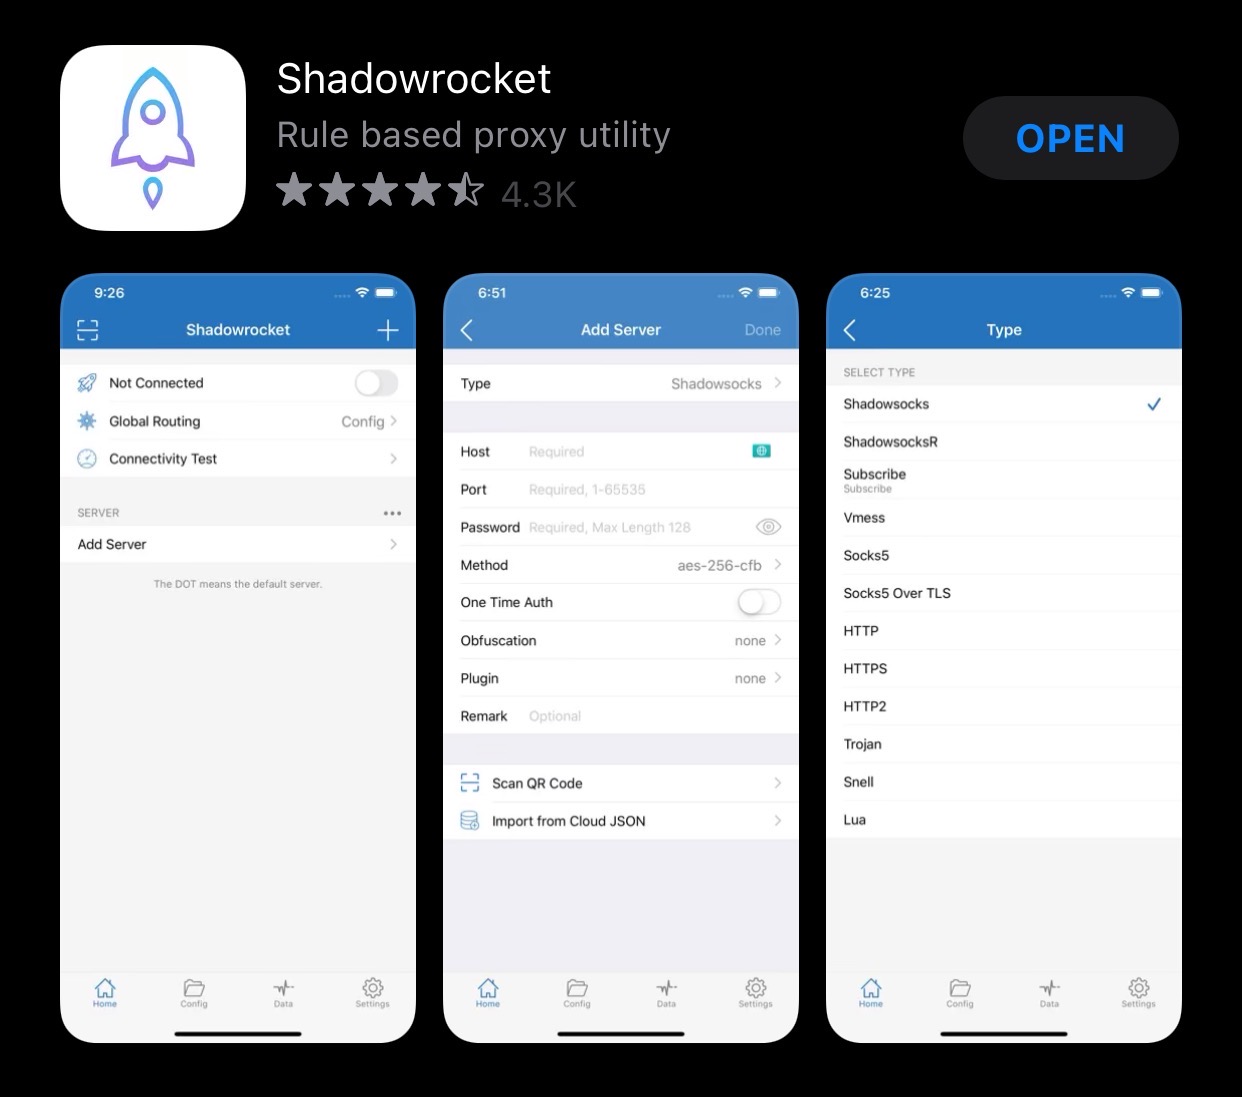 Shadowrocket
Rule based proxy utility
4.3K
OPEN
9:26
Shadowrocket
Not Connected
Global Routing Config
Connectivity Test
SERVER
Add Server
The DOT means the default server.
Home Config Data Settings
6:51
Add Server Done
Type Shadowsocks
Host Required
Port Required, 1-65535
Password Required, Max Length 128
Method aes-256-cfb
One Time Auth
Obfuscation none
Plugin none
Remark Optional
Scan QR Code
Import from Cloud JSON
Home Config Data Settings
6:25
Type
SELECT TYPE
Shadowsocks
ShadowsocksR
Subscribe
Subscribe
Vmess
Socks5
Socks5 Over TLS
HTTP
HTTPS
HTTP2
Trojan
Snell
Lua
Home Config Data Settings